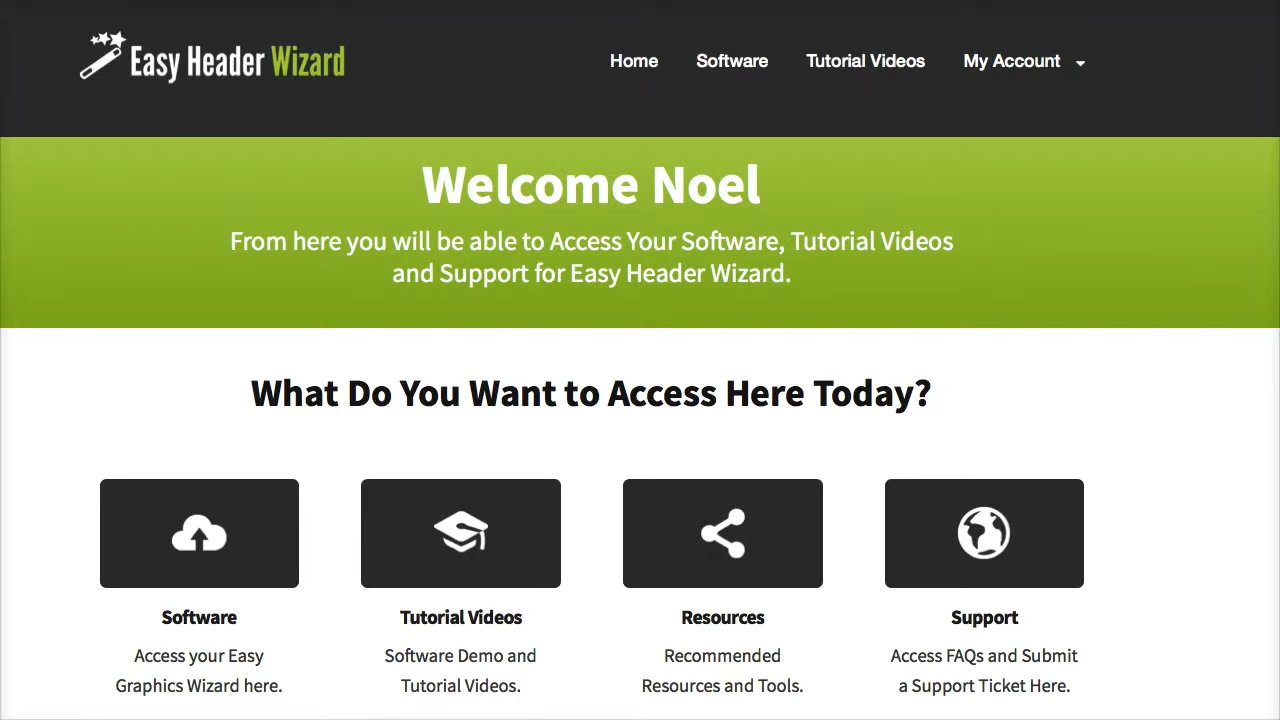 Easy Header Wizard
Home Software Tutorial Videos My Account
Welcome Noel
From here you will be able to Access Your Software, Tutorial Videos
and Support for Easy Header Wizard.
What Do You Want to Access Here Today?
Software
Access your Easy
Graphics Wizard here.
Tutorial Videos
Software Demo and
Tutorial Videos.
Resources
Recommended
Resources and Tools.
Support
Access FAQs and Submit
a Support Ticket Here.